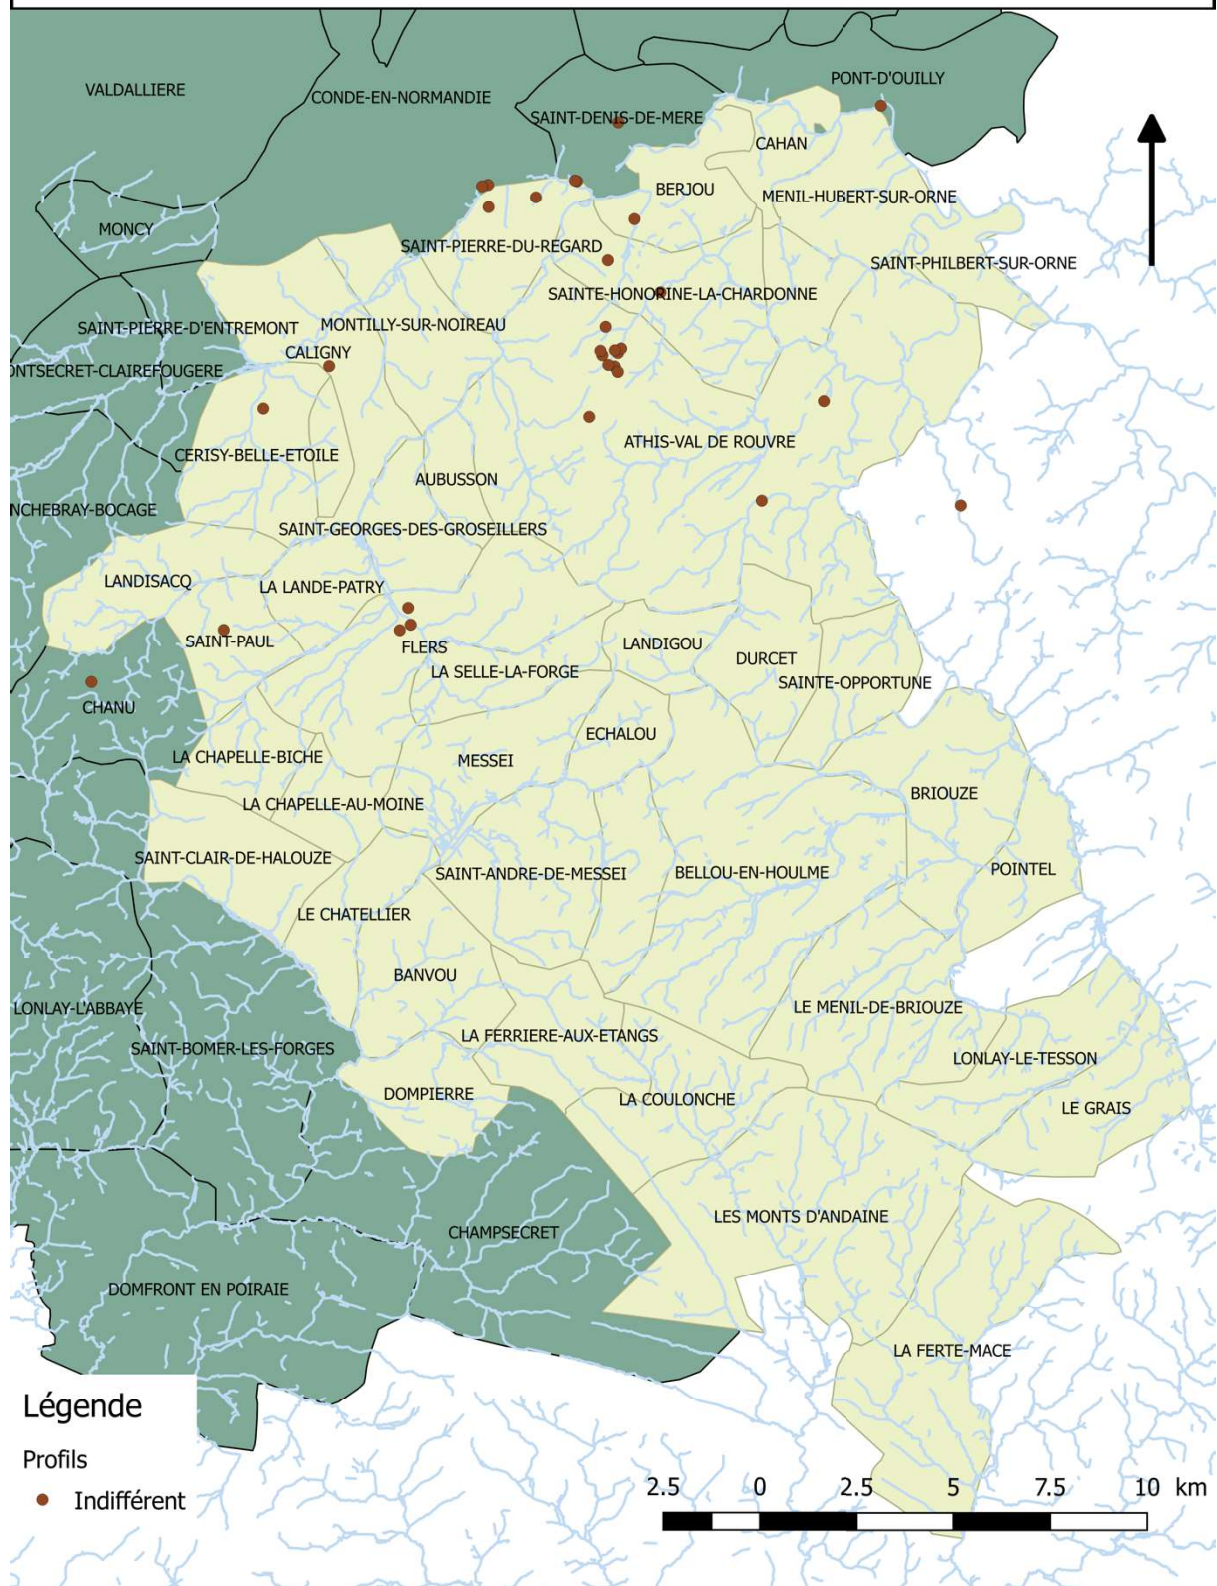 PONT-D'OUILLY
VALDALLIERE
CONDE-EN-NORMANDIE
SAINT-DENIS-DE-MERE
CAHAN
BERJOU
MENIL-HUBERT-SUR-ORNE
MONCY
SAINT-PIERRE-DU-REGARD
SAINT-PHILBERT-SUR-ORNE
SAINTE-HONORINE-LA-CHARDONNE
SAINT-PIERRE-D'ENTREMONT
MONTILLY-SUR-NOIREAU
CALIGNY
ONTSECRET-CLAIREFOUGERE
ATHIS-VAL DE ROUVRE
CERISY-BELLE-ETOILE
AUBUSSON
NCHEBRAY-BOCAGE
SAINT-GEORGES-DES-GROSEILLERS
LANDISACQ
LA LANDE-PATRY
SAINT-PAUL
FLERS
LANDIGOU
DURCET
LA SELLE-LA-FORGE
SAINTE-OPPORTUNE
CHANU
ECHALOU
LA CHAPELLE-BICHE
MESSEI
BRIOUZE
LA CHAPELLE-AU-MOINE
SAINT-CLAIR-DE-HALOUZE
SAINT-ANDRE-DE-MESSEI
BELLOU-EN-HOULME
POINTEL
LE CHATELLIER
BANVOU
LONLAY-L'ABBAYE
LE MENIL-DE-BRIOUZE
LA FERRIERE-AUX-ETANGS
SAINT-BOMER-LES-FORGES
LONLAY-LE-TESSON
DOMPIERRE
LA COULONCHE
LE GRAIS
LES MONTS D'ANDAINE
CHAMPSECRET
DOMFRONT EN POIRAIE
LA FERTE-MACE
Légende
Profils
Indifférent
2.5 0 2.5 5 7.5 10 km